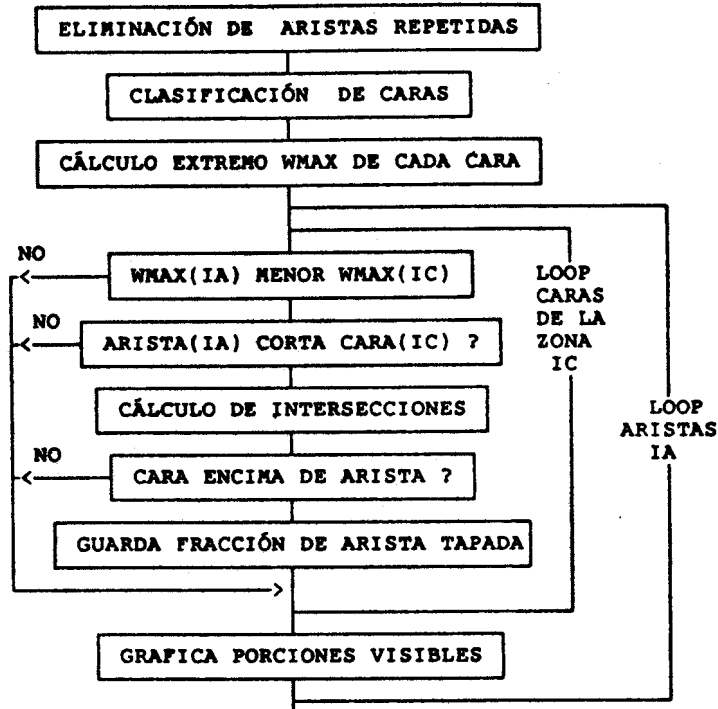 ELIMINACIÓN DE ARISTAS REPETIDAS
CLASIFICACIÓN DE CARAS
CÁLCULO EXTREMO WMAX DE CADA CARA
NO
WMAX(IA) MENOR WMAX(IC)
NO
ARISTA(IA) CORTA CARA(IC) ?
CÁLCULO DE INTERSECCIONES
NO
CARA ENCIMA DE ARISTA ?
GUARDA FRACCIÓN DE ARISTA TAPADA
GRAFICA PORCIONES VISIBLES
LOOP
CARAS
DE LA
ZONA
IC
LOOP
ARISTAS
IA